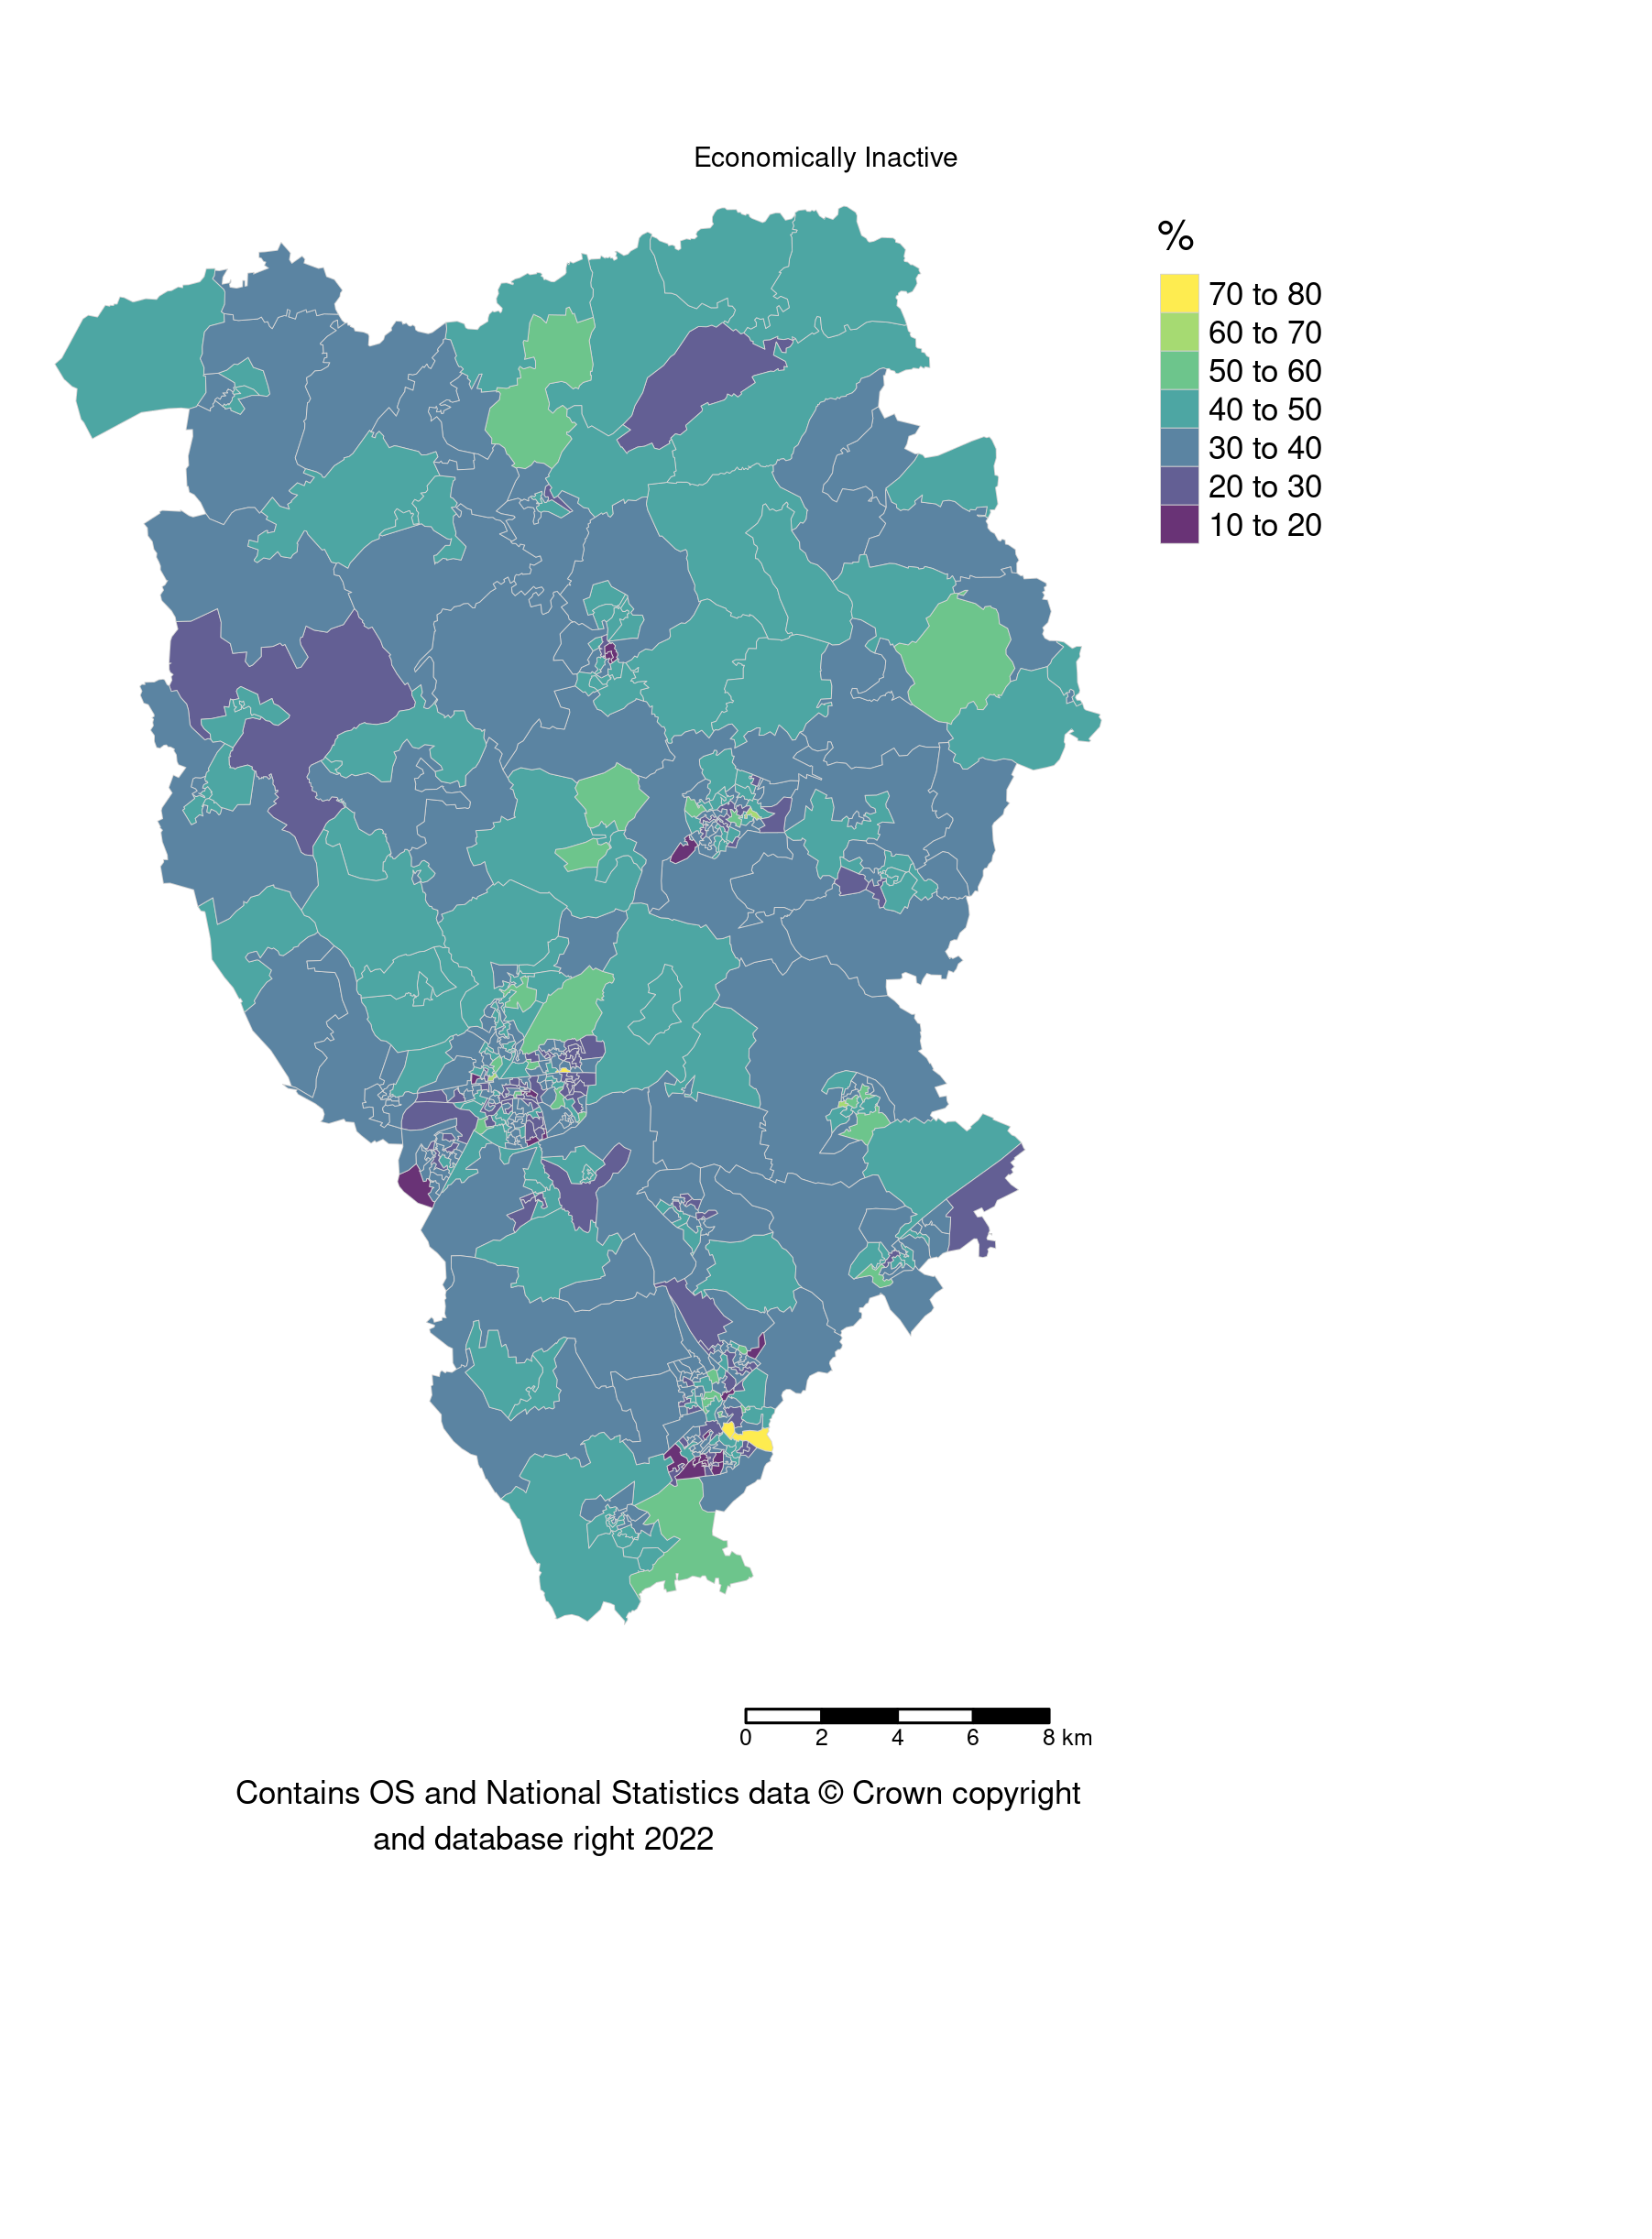 Economically Inactive
%
70 to 80
60 to 70
50 to 60
40 to 50
30 to 40
20 to 30
10 to 20
0 2 4 6 8 km
Contains OS and National Statistics data © Crown copyright
and database right 2022